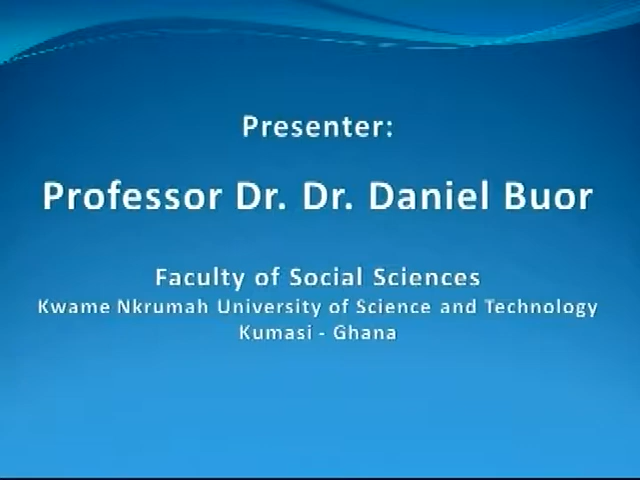 Presenter:
Professor Dr. Dr. Daniel Buor
Faculty of Social Sciences
Kwame Nkrumah University of Science and Technology
Kumasi - Ghana